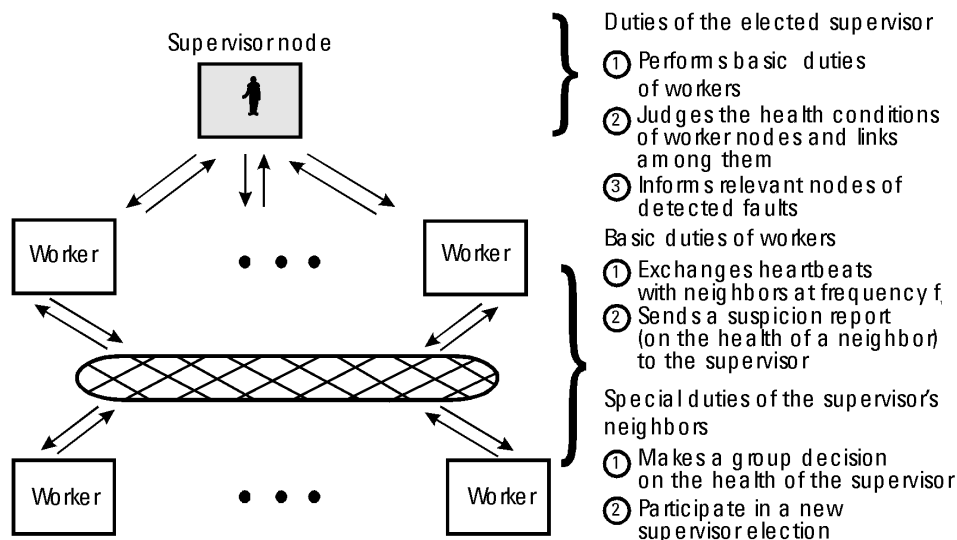 Supervisor node
Worker
Worker
Worker
Worker
Duties of the elected supervisor
1 Performs basic duties
of workers
2 Judges the health conditions
of worker nodes and links
among them
3 Informs relevant nodes of
detected faults
Basic duties of workers
1 Exchanges heartbeats
with neighbors at frequency f
2 Sends a suspicion report
(on the health of a neighbor)
to the supervisor
Special duties of the supervisor's
neighbors
1 Makes a group decision
on the health of the supervisor
2 Participate in a new
supervisor election